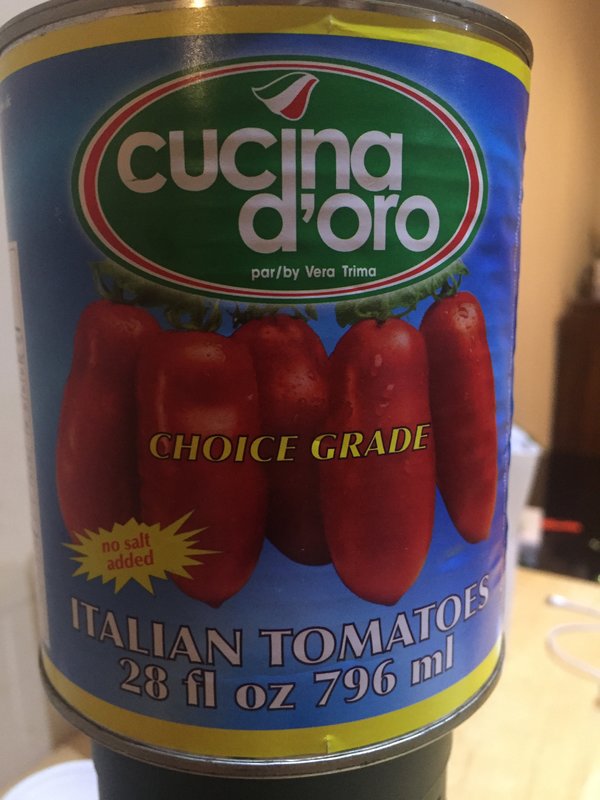 cucina
d'oro
par/by Vera Trima
CHOICE GRADE
no salt
added
ITALIAN TOMATOES
28 fl oz 796 ml